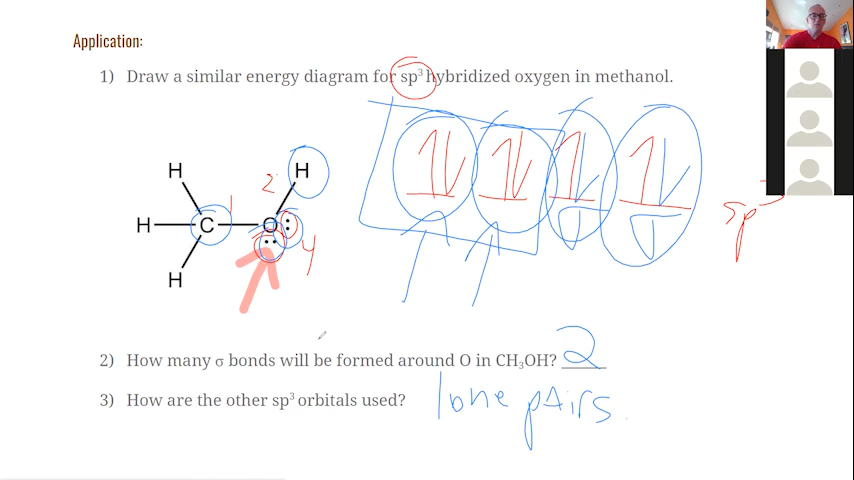 Application:
1) Draw a similar energy diagram for sp³ hybridized oxygen in methanol.
H
H
2
H
C
1
O
4
H
sp³
σ
σ
2) How many σ bonds will be formed around O in CH₃OH? 2
3) How are the other sp³ orbitals used? lone pairs.